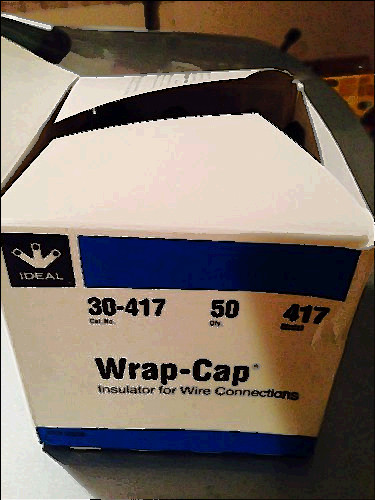 IDEAL
30-417 50 417
Cat. No. Qty. Model
Wrap-Cap®
Insulator for Wire Connections